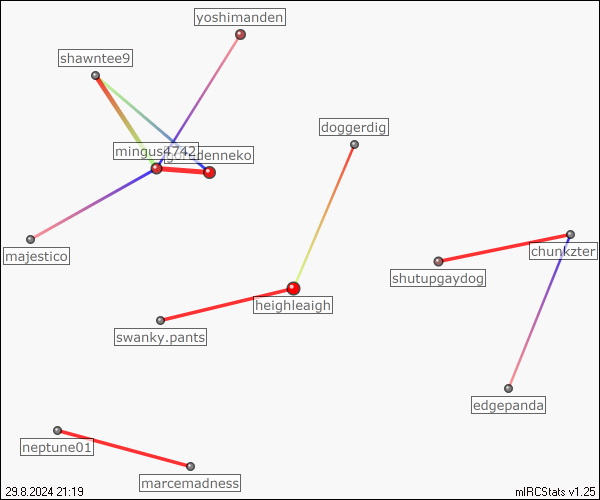 yoshimanden
shawntee9
doggerdig
mingus4742
majestico
chunkzter
shutupgaydog
heighleaigh
swanky.pants
edgepanda
neptune01
marcemadness
29.8.2024 21:19
mIRCStats v1.25